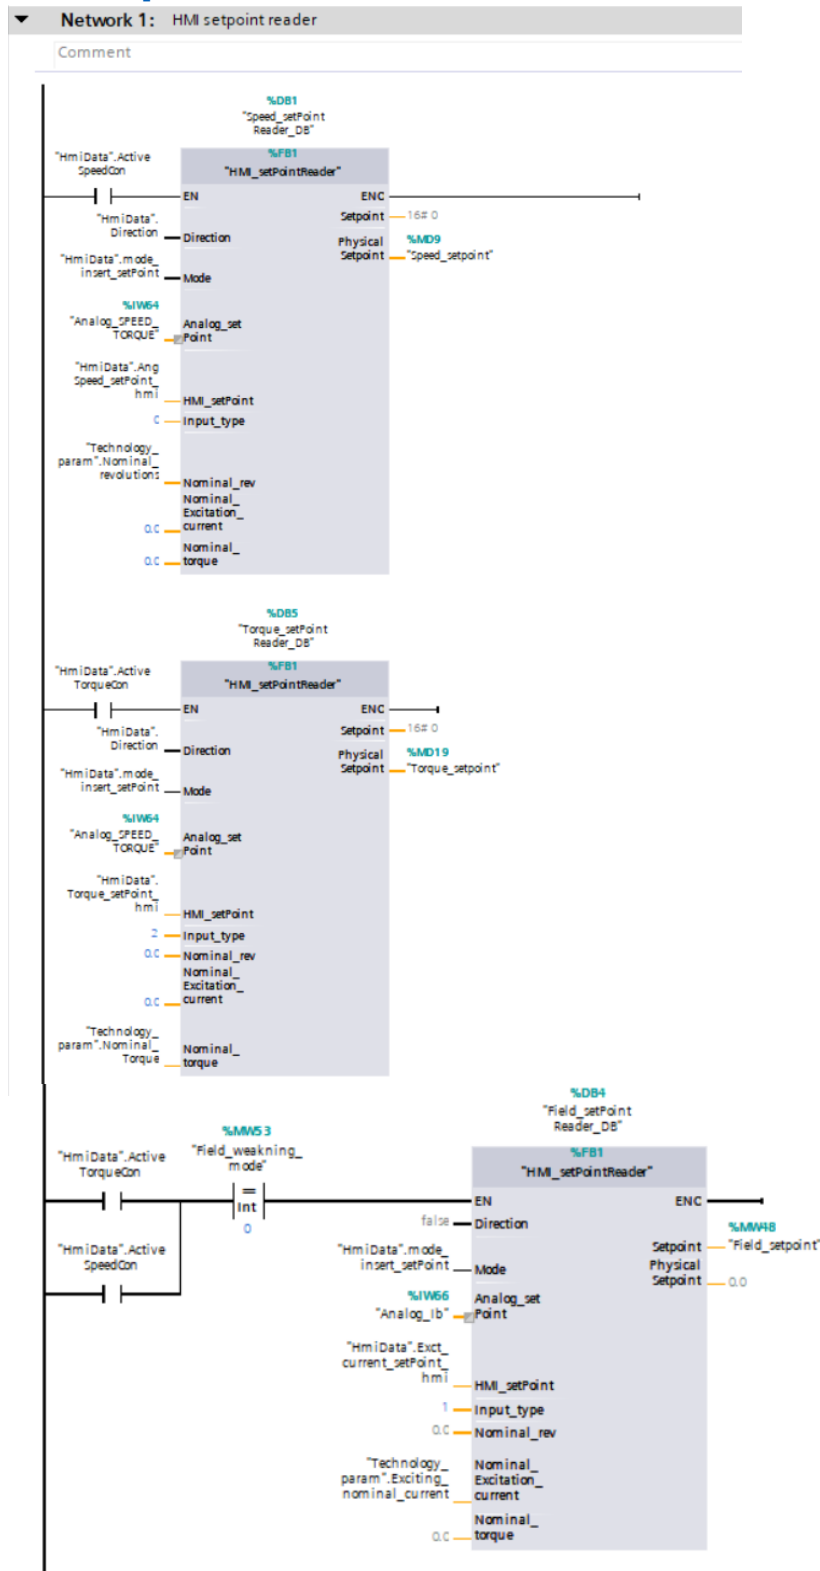 Network 1: HMI setpoint reader
Comment
%DB1
"Speed_setPoint
Reader_DB"
"HmiData".Active
SpeedCon
%FB1
"HMI_setPointReader"
EN
ENO
"HmiData".
Direction
Direction
Setpoint
16#0
Physical
Setpoint
%MD9
"Speed_setpoint"
"HmiData".mode_
insert_setPoint
Mode
%IW64
"Analog_SPEED_
TORQUE"
Analog_set
Point
"HmiData".Ang
Speed_setPoint_
hmi
HMI_setPoint
0
Input_type
"Technology_
param".Nominal_
revolutions
Nominal_rev
Nominal_
Excitation_
current
0.0
Nominal_
torque
0.0
%DB5
"Torque_setPoint
Reader_DB"
"HmiData".Active
TorqueCon
%FB1
"HMI_setPointReader"
EN
ENO
"HmiData".
Direction
Direction
Setpoint
16#0
Physical
Setpoint
%MD19
"Torque_setpoint"
"HmiData".mode_
insert_setPoint
Mode
%IW64
"Analog_SPEED_
TORQUE"
Analog_set
Point
"HmiData".
Torque_setPoint_
hmi
HMI_setPoint
2
Input_type
0.0
Nominal_rev
Nominal_
Excitation_
current
0.0
"Technology_
param".Nominal_
Torque
Nominal_
torque
%DB4
"Field_setPoint
Reader_DB"
"HmiData".Active
TorqueCon
%MW53
"Field_weakning_
mode"
==
Int
0
%FB1
"HMI_setPointReader"
EN
ENO
false
Direction
"HmiData".Active
SpeedCon
"HmiData".mode_
insert_setPoint
Mode
Setpoint
%MW48
"Field_setpoint"
Physical
Setpoint
0.0
%IW66
"Analog_Ib"
Analog_set
Point
"HmiData".Exct_
current_setPoint_
hmi
HMI_setPoint
1
Input_type
0.0
Nominal_rev
"Technology_
param".Exciting_
nominal_current
Nominal_
Excitation_
current
0.0
Nominal_
torque